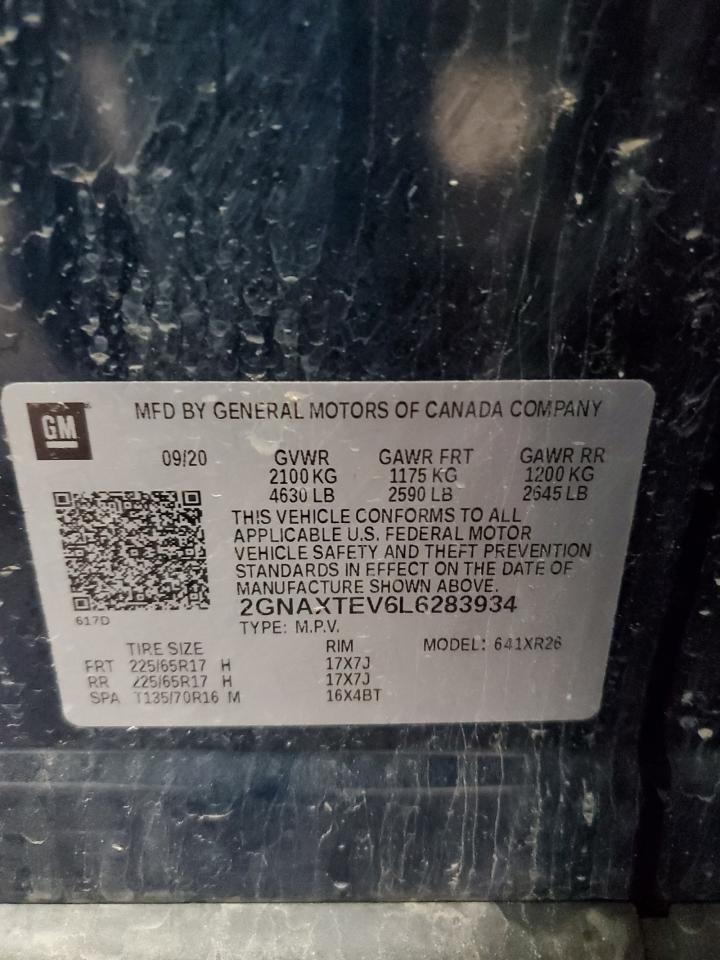 GM
MFD BY GENERAL MOTORS OF CANADA COMPANY
09/20 GVWR GAWR FRT GAWR RR
2100 KG 1175 KG 1200 KG
4630 LB 2590 LB 2645 LB
THIS VEHICLE CONFORMS TO ALL
APPLICABLE U.S. FEDERAL MOTOR
VEHICLE SAFETY AND THEFT PREVENTION
STANDARDS IN EFFECT ON THE DATE OF
MANUFACTURE SHOWN ABOVE.
2GNAXTEV6L6283934
617D
TYPE: M.P.V.
TIRE SIZE RIM MODEL: 641XR26
FRT 225/65R17 H 17X7J
RR 225/65R17 H 17X7J
SPA T135/70R16 M 16X4BT